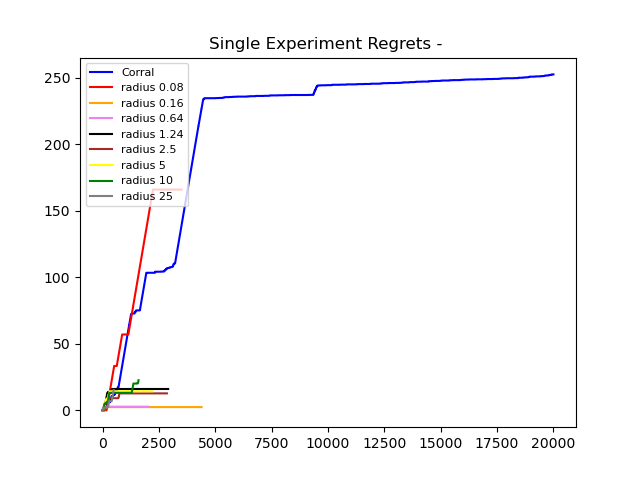 Single Experiment Regrets -
250
200
150
100
50
0
Corral
radius 0.08
radius 0.16
radius 0.64
radius 1.24
radius 2.5
radius 5
radius 10
radius 25
0 2500 5000 7500 10000 12500 15000 17500 20000